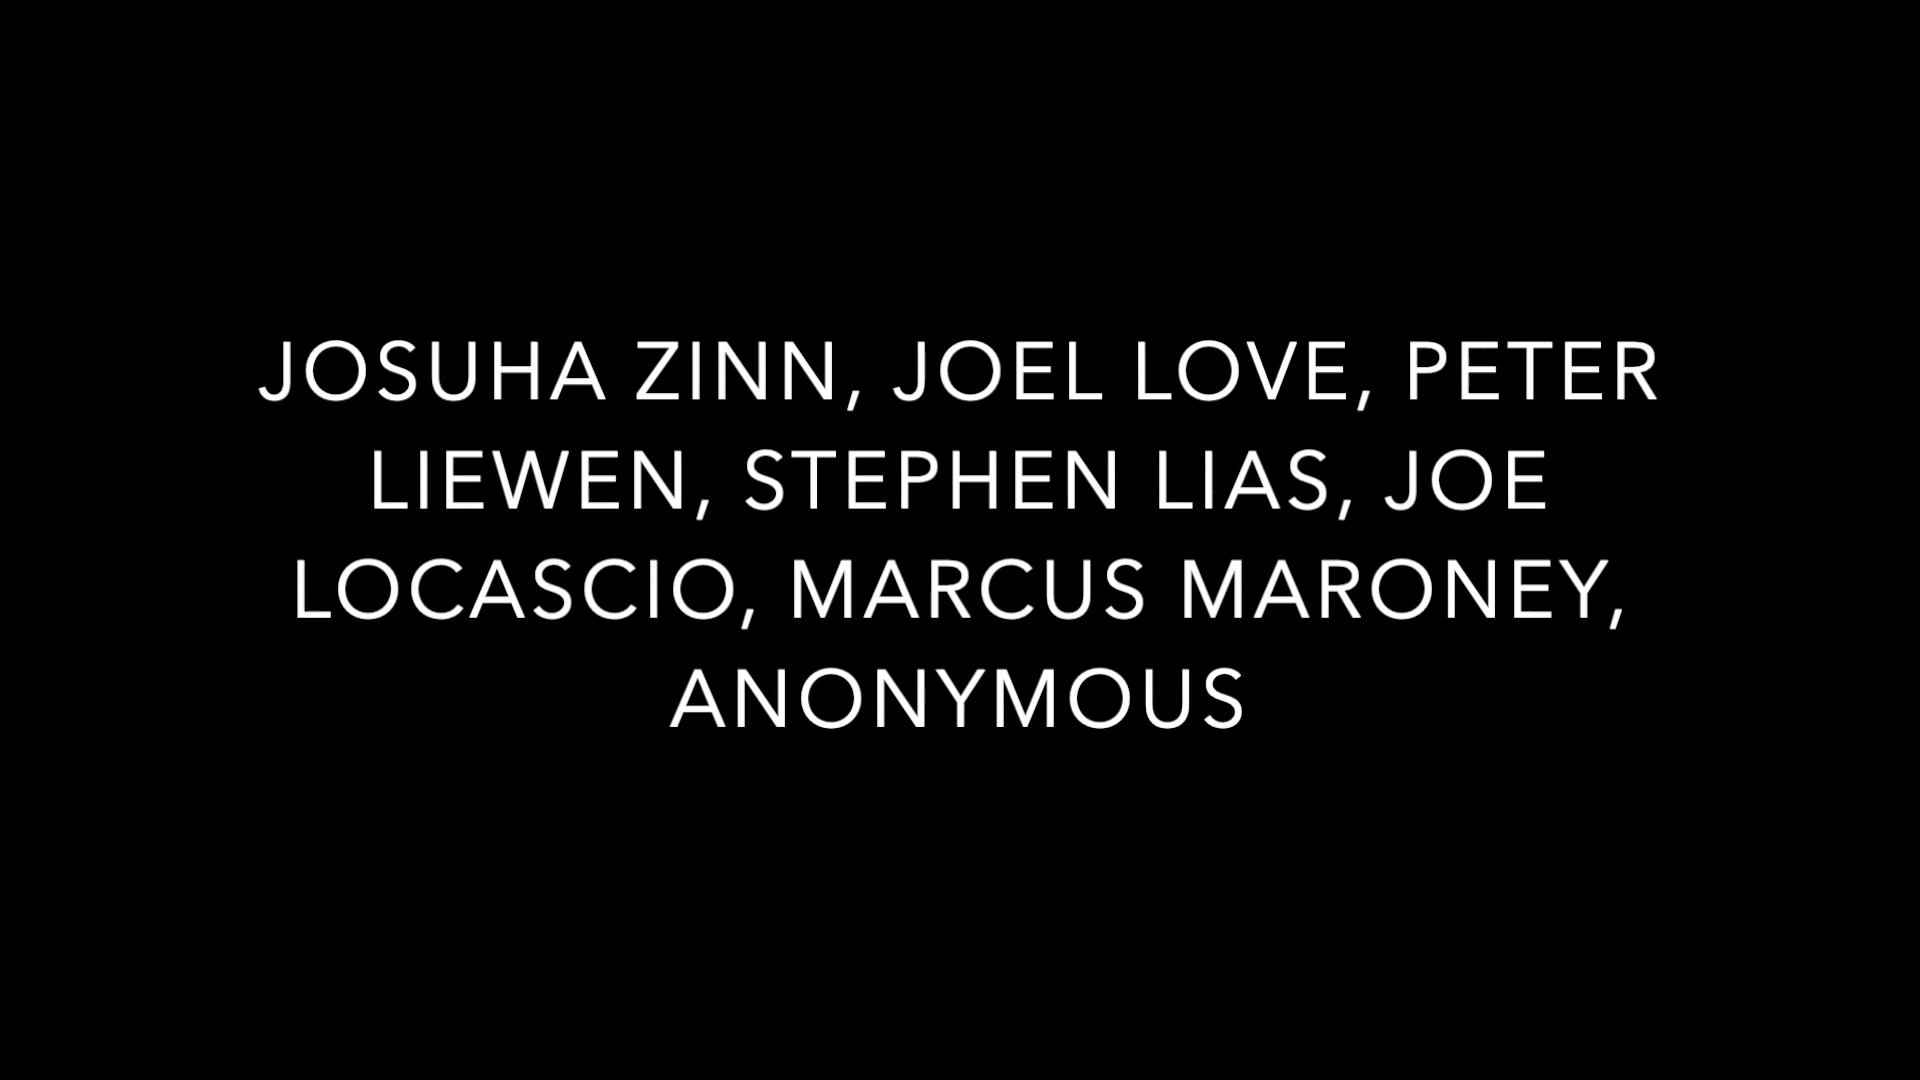 JOSUHA ZINN, JOEL LOVE, PETER
LIEWEN, STEPHEN LIAS, JOE
LOCASCIO, MARCUS MARONEY,
ANONYMOUS